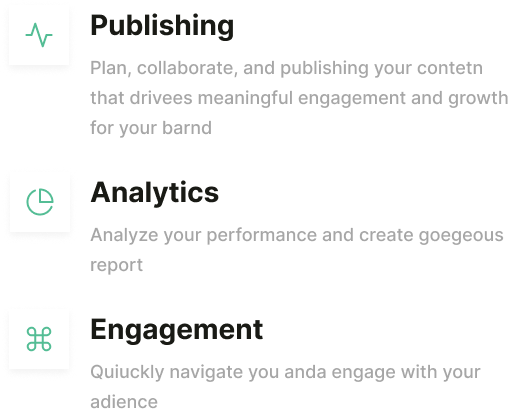 Publishing
Plan, collaborate, and publishing your contetn
that drivees meaningful engagement and growth
for your barnd
Analytics
Analyze your performance and create goegeous
report
Engagement
Quiuckly navigate you anda engage with your
adience